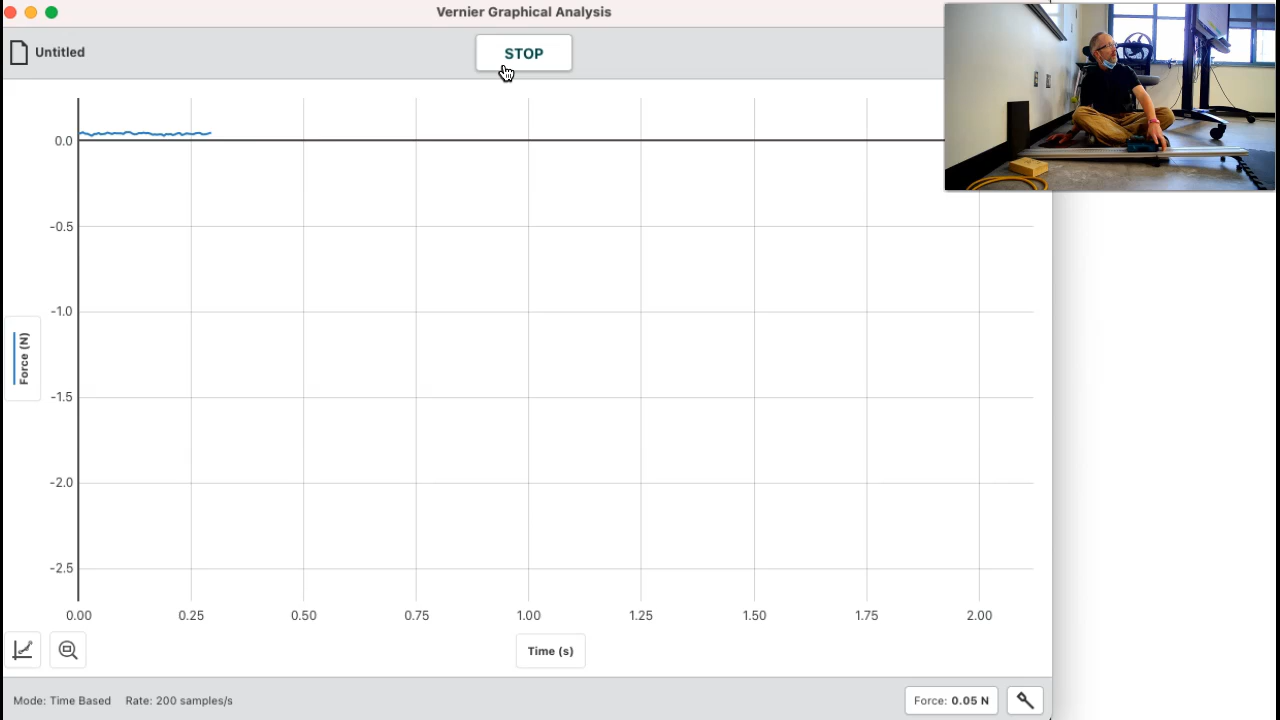 Vernier Graphical Analysis
Untitled
STOP
0.0
-0.5
-1.0
-1.5
-2.0
-2.5
Force (N)
0.00 0.25 0.50 0.75 1.00 1.25 1.50 1.75 2.00
Time (s)
Mode: Time Based Rate: 200 samples/s Force: 0.05 N